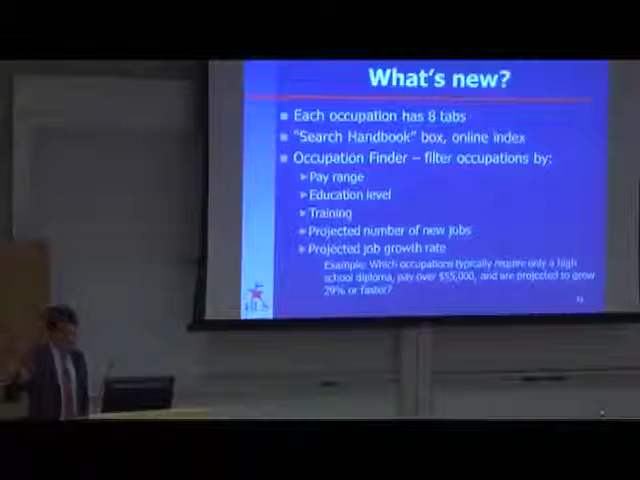 What's new?
Each occupation has 8 tabs
"Search Handbook" box, online index
Occupation Finder – filter occupations by:
Pay range
Education level
Training
Projected number of new jobs
Projected job growth rate
Example: Which occupations typically require only a high
school diploma, pay over $55,000, and are projected to grow
29% or faster?
BLS